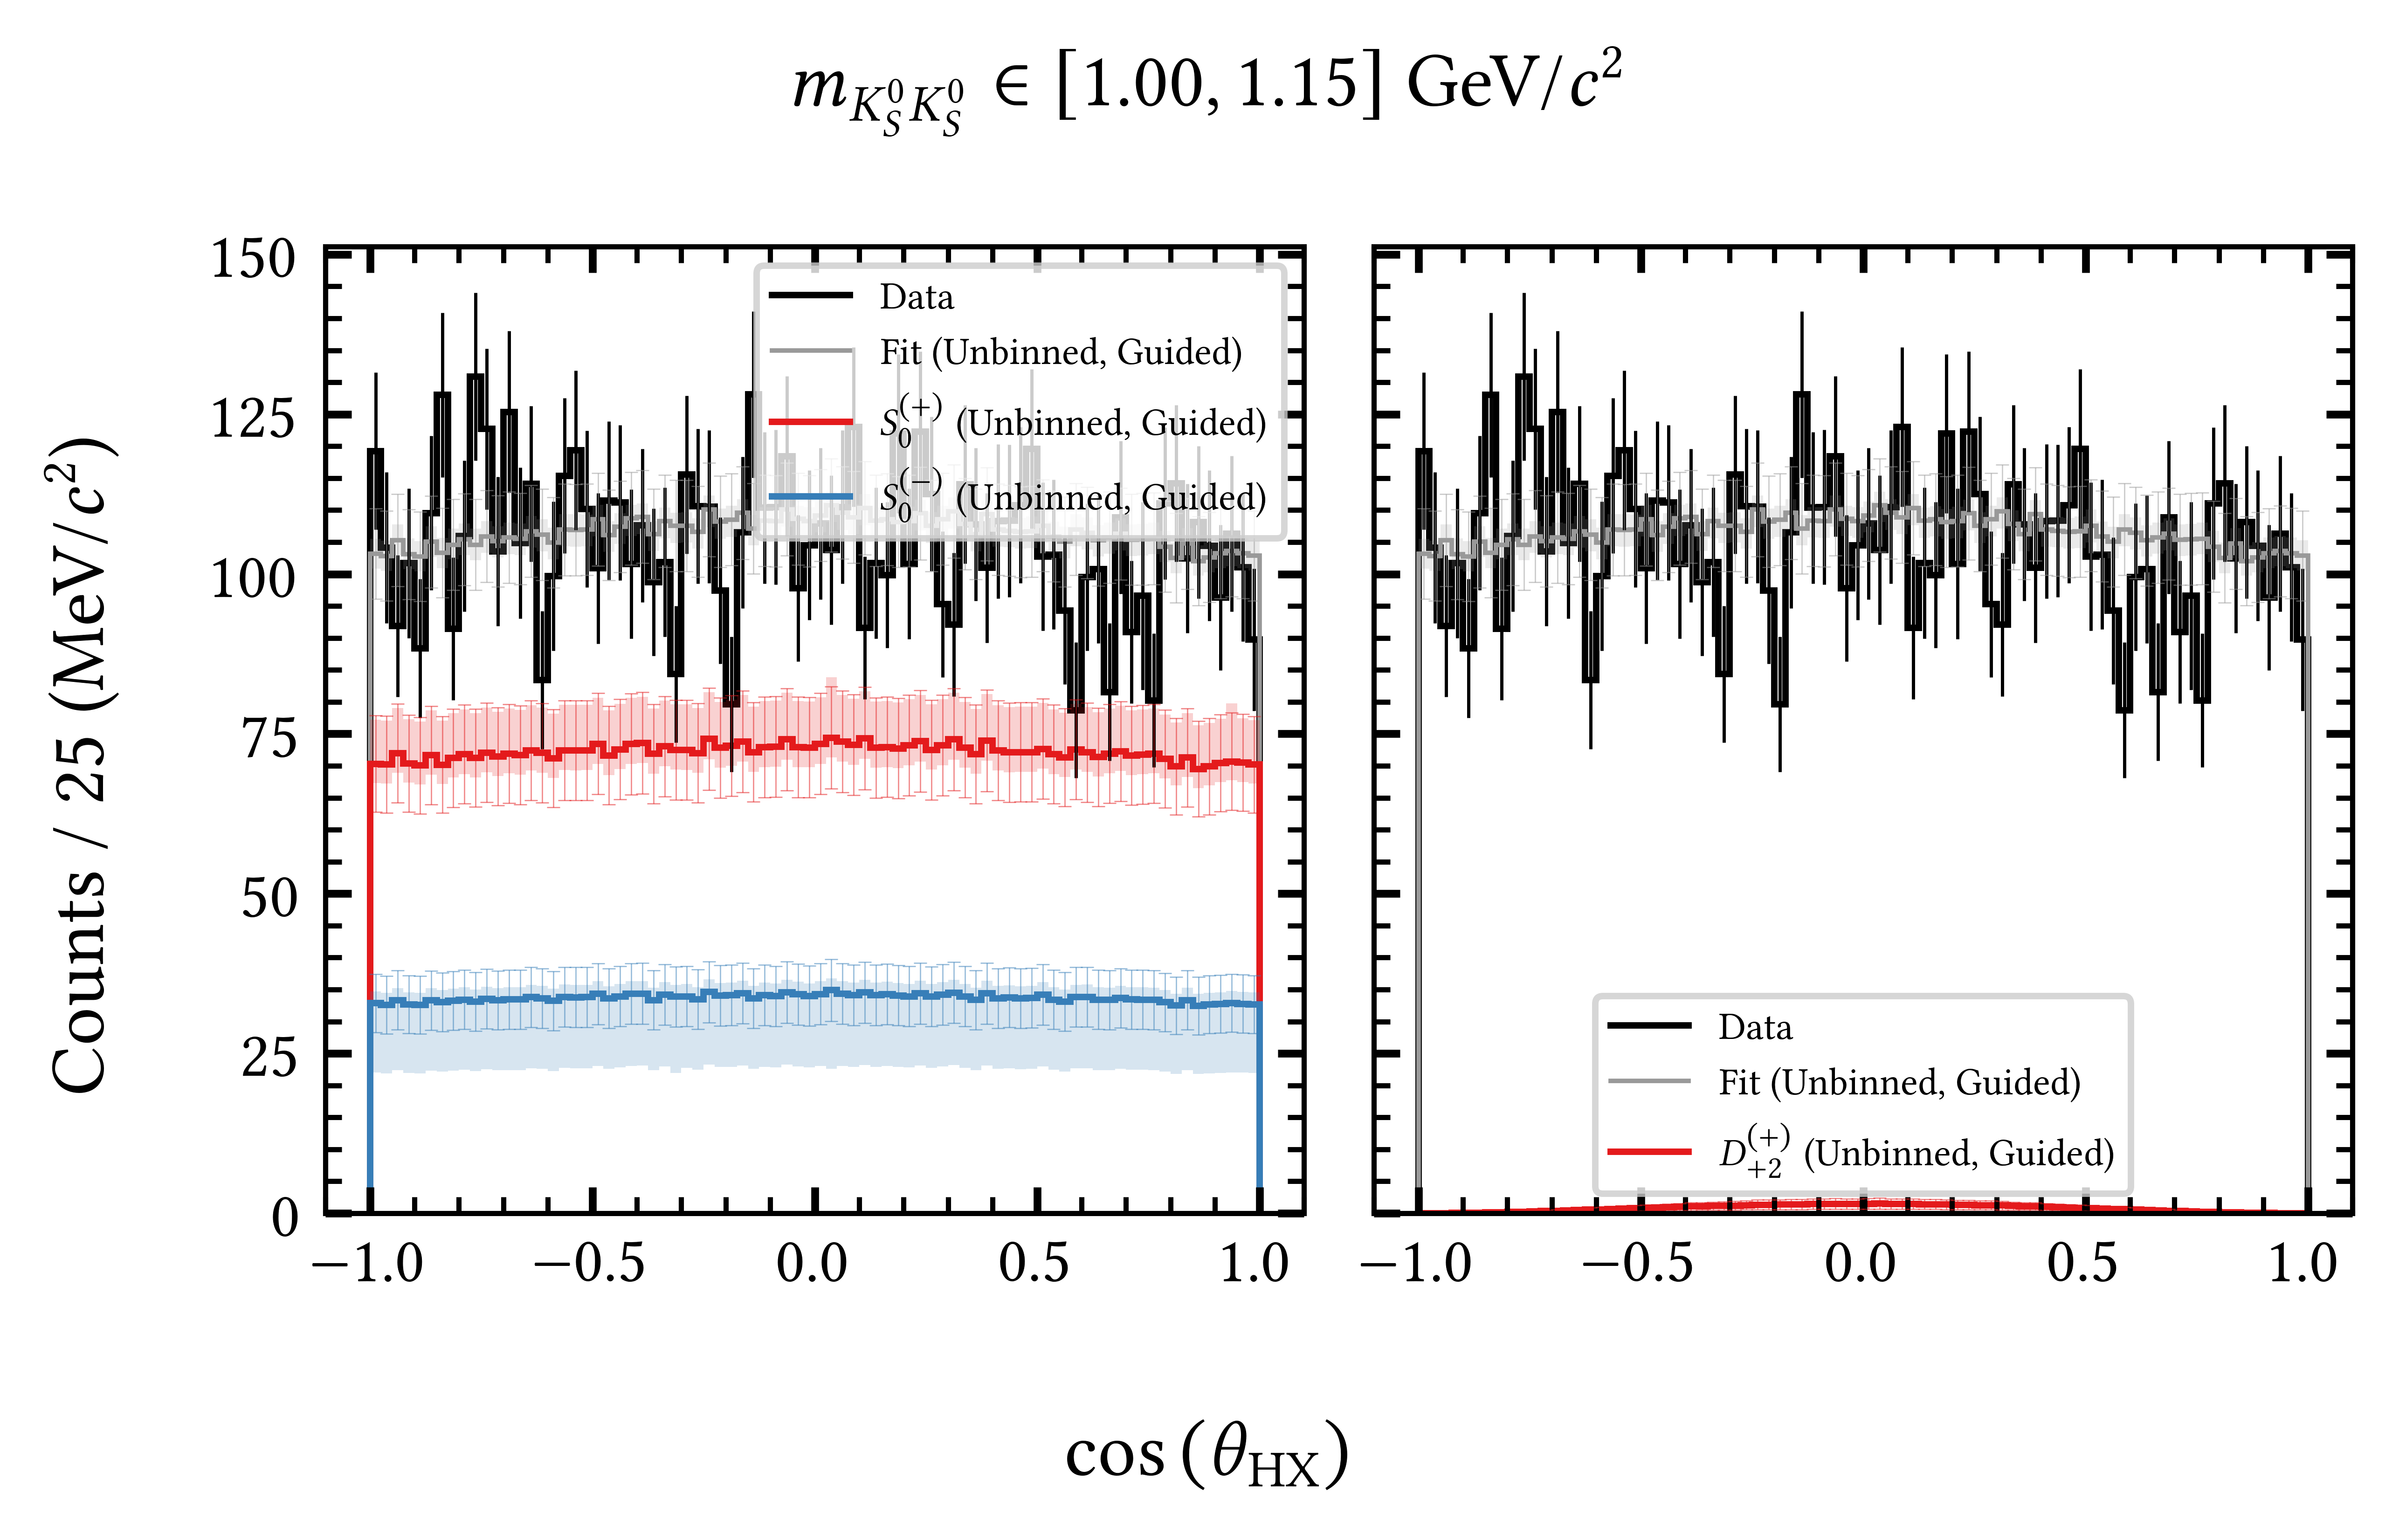 m_{K_S^0 K_S^0} ∈ [1.00, 1.15] GeV/c²
Counts / 25 (MeV/c²)
150
125
100
75
50
25
0
Data
Fit (Unbinned, Guided)
S_0^{(+)} (Unbinned, Guided)
S_0^{(−)} (Unbinned, Guided)
−1.0 −0.5 0.0 0.5 1.0
Data
Fit (Unbinned, Guided)
D_{+2}^{(+)} (Unbinned, Guided)
−1.0 −0.5 0.0 0.5 1.0
cos (θ_{HX})